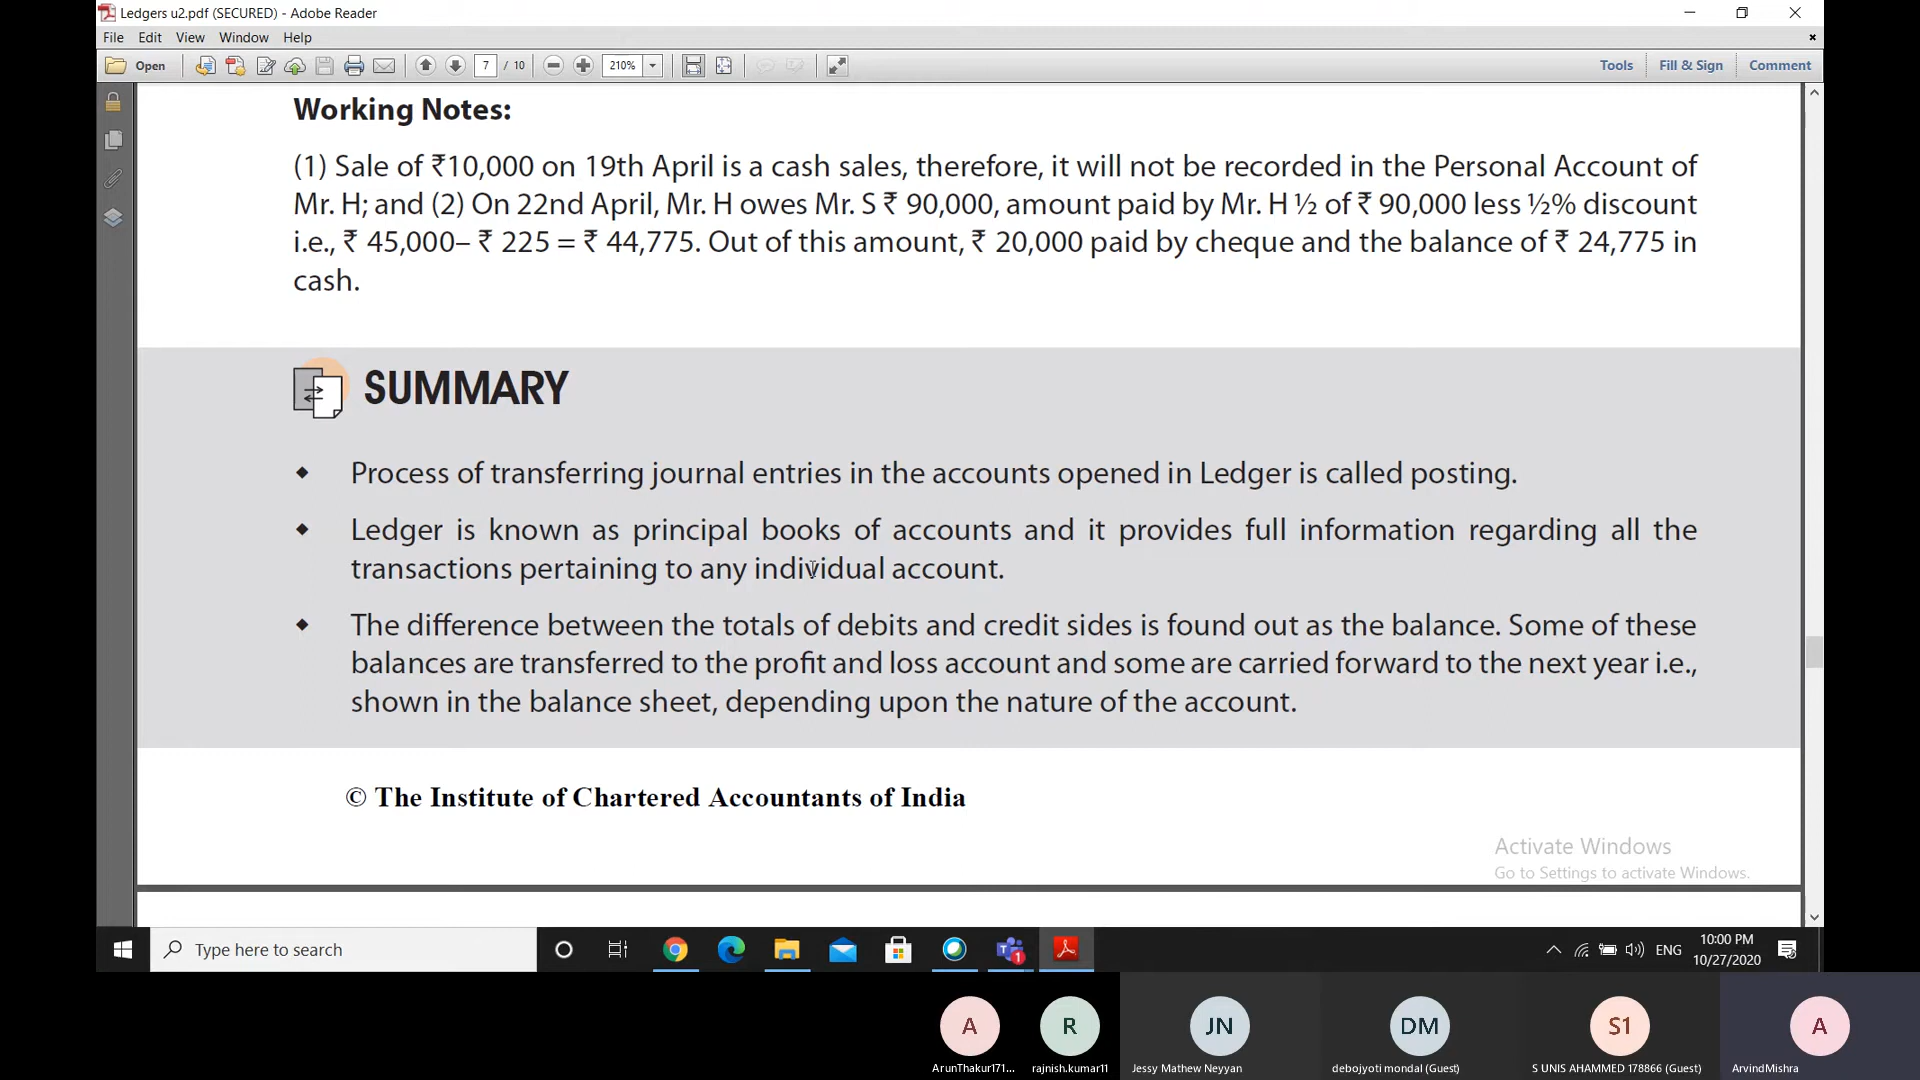 Ledgers u2.pdf (SECURED) - Adobe Reader
File Edit View Window Help
Open 7 / 10 210% Tools Fill & Sign Comment
Working Notes:
(1) Sale of ₹10,000 on 19th April is a cash sales, therefore, it will not be recorded in the Personal Account of
Mr. H; and (2) On 22nd April, Mr. H owes Mr. S ₹ 90,000, amount paid by Mr. H ½ of ₹ 90,000 less ½% discount
i.e., ₹ 45,000– ₹ 225 = ₹ 44,775. Out of this amount, ₹ 20,000 paid by cheque and the balance of ₹ 24,775 in
cash.
SUMMARY
◆ Process of transferring journal entries in the accounts opened in Ledger is called posting.
◆ Ledger is known as principal books of accounts and it provides full information regarding all the
transactions pertaining to any individual account.
◆ The difference between the totals of debits and credit sides is found out as the balance. Some of these
balances are transferred to the profit and loss account and some are carried forward to the next year i.e.,
shown in the balance sheet, depending upon the nature of the account.
© The Institute of Chartered Accountants of India
Activate Windows
Go to Settings to activate Windows.
Type here to search 1 ENG 10:00 PM
10/27/2020
A R JN DM S1 A
ArunThakur171... rajnish.kumar11 Jessy Mathew Neyyan debojyoti mondal (Guest) S UNIS AHAMMED 178866 (Guest) ArvindMishra